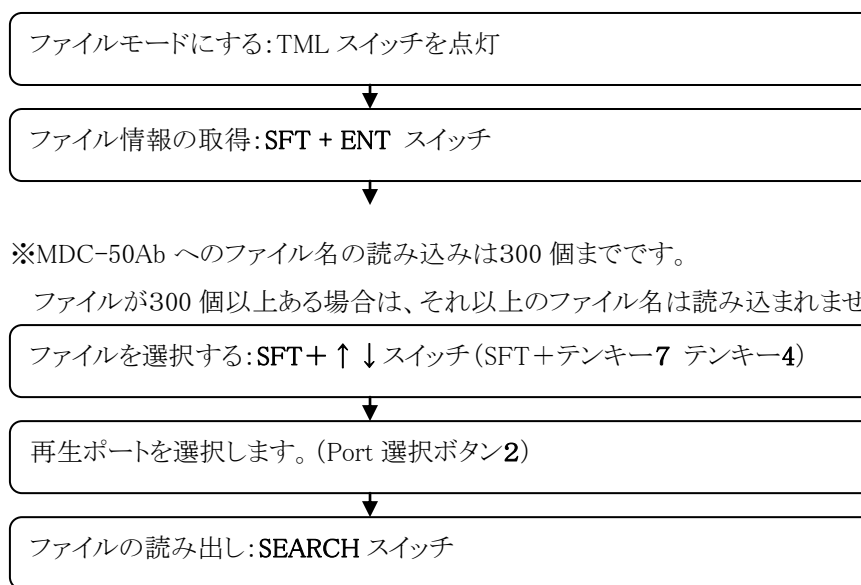 ファイルモードにする:TML スイッチを点灯
ファイル情報の取得:SFT + ENT スイッチ
※MDC-50Ab へのファイル名の読み込みは300 個までです。
ファイルが300 個以上ある場合は、それ以上のファイル名は読み込まれませ
ファイルを選択する:SFT+↑↓スイッチ(SFT+テンキー7 テンキー4)
再生ポートを選択します。(Port 選択ボタン2)
ファイルの読み出し:SEARCH スイッチ